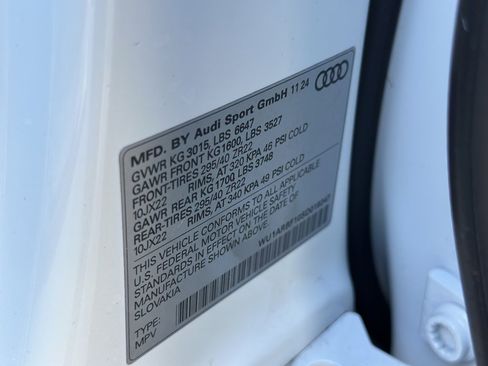 MFD. BY Audi Sport GmbH 11 24
GVWR KG 3015, LBS 6647
GAWR FRONT KG1600, LBS 3527
FRONT-TIRES 295/40 ZR22
10JX22 RIMS, AT 320 KPA 46 PSI COLD
GAWR REAR KG1700, LBS 3748
REAR-TIRES 295/40 ZR22
10JX22 RIMS, AT 340 KPA 49 PSI COLD
THIS VEHICLE CONFORMS TO ALL APPLICABLE
U.S. FEDERAL MOTOR VEHICLE SAFETY
STANDARDS IN EFFECT ON THE DATE OF
MANUFACTURE SHOWN ABOVE.
SLOVAKIA
TYPE:
MPV